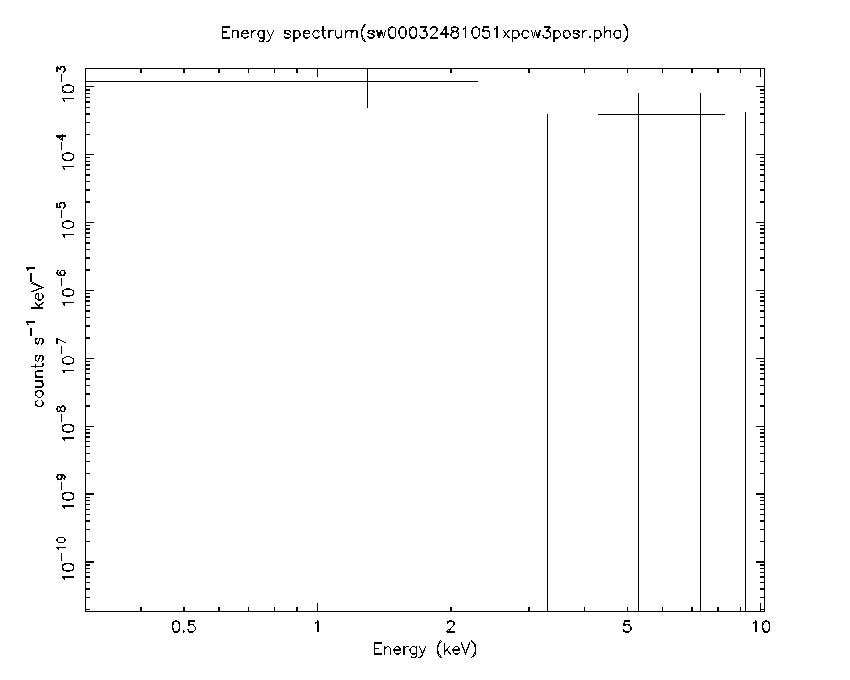 Energy spectrum(sw00032481051xpcw3posr.pha)
counts s⁻¹ keV⁻¹
10⁻³
10⁻⁴
10⁻⁵
10⁻⁶
10⁻⁷
10⁻⁸
10⁻⁹
10⁻¹⁰
0.5 1 2 5 10
Energy (keV)